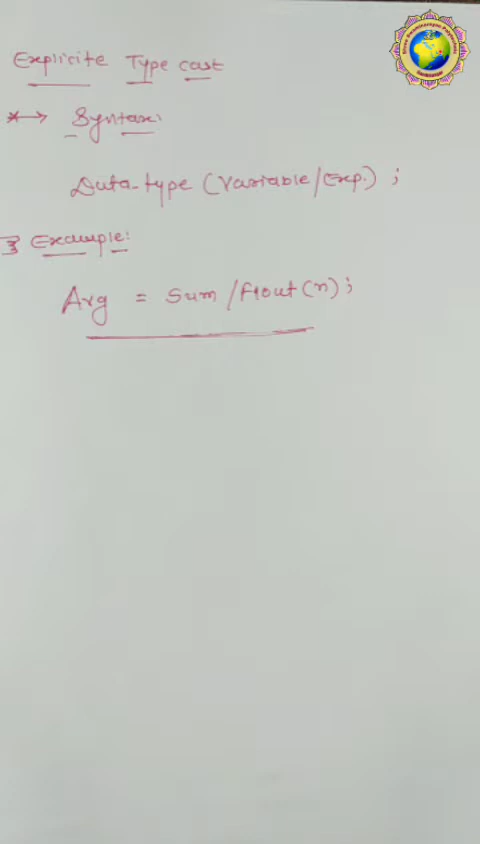 Explicite Type cast
* → Syntax:
Data-type (Variable/Exp.) ;
Example:
Avg = Sum / float (n) ;